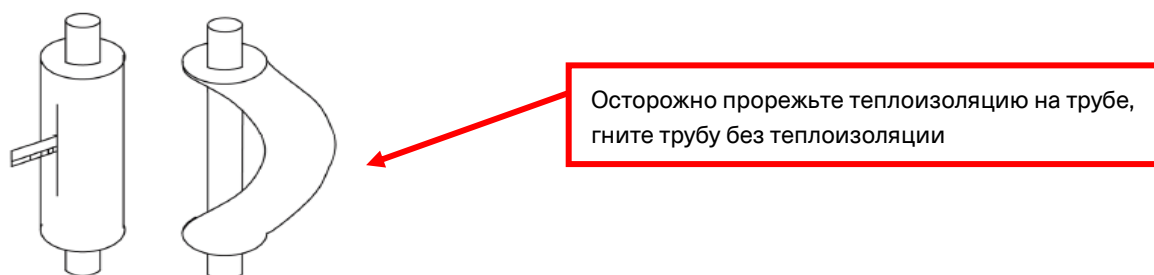 Осторожно прорежьте теплоизоляцию на трубе,
гните трубу без теплоизоляции